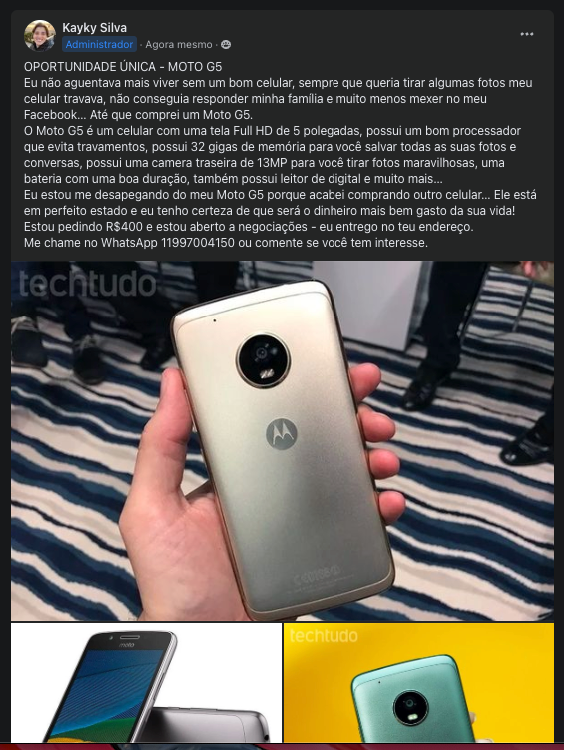 Kayky Silva
Administrador · Agora mesmo ·
OPORTUNIDADE ÚNICA - MOTO G5
Eu não aguentava mais viver sem um bom celular, sempre que queria tirar algumas fotos meu
celular travava, não conseguia responder minha família e muito menos mexer no meu
Facebook... Até que comprei um Moto G5.
O Moto G5 é um celular com uma tela Full HD de 5 polegadas, possui um bom processador
que evita travamentos, possui 32 gigas de memória para você salvar todas as suas fotos e
conversas, possui uma camera traseira de 13MP para você tirar fotos maravilhosas, uma
bateria com uma boa duração, também possui leitor de digital e muito mais...
Eu estou me desapegando do meu Moto G5 porque acabei comprando outro celular... Ele está
em perfeito estado e eu tenho certeza de que será o dinheiro mais bem gasto da sua vida!
Estou pedindo R$400 e estou aberto a negociações - eu entrego no teu endereço.
Me chame no WhatsApp 11997004150 ou comente se você tem interesse.
techtudo
moto
techtudo